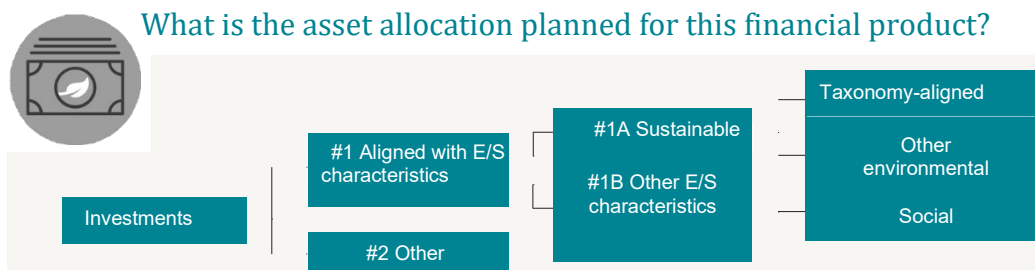 What is the asset allocation planned for this financial product?
Taxonomy-aligned
#1A Sustainable
#1 Aligned with E/S
characteristics
Other
environmental
#1B Other E/S
characteristics
Investments
Social
#2 Other